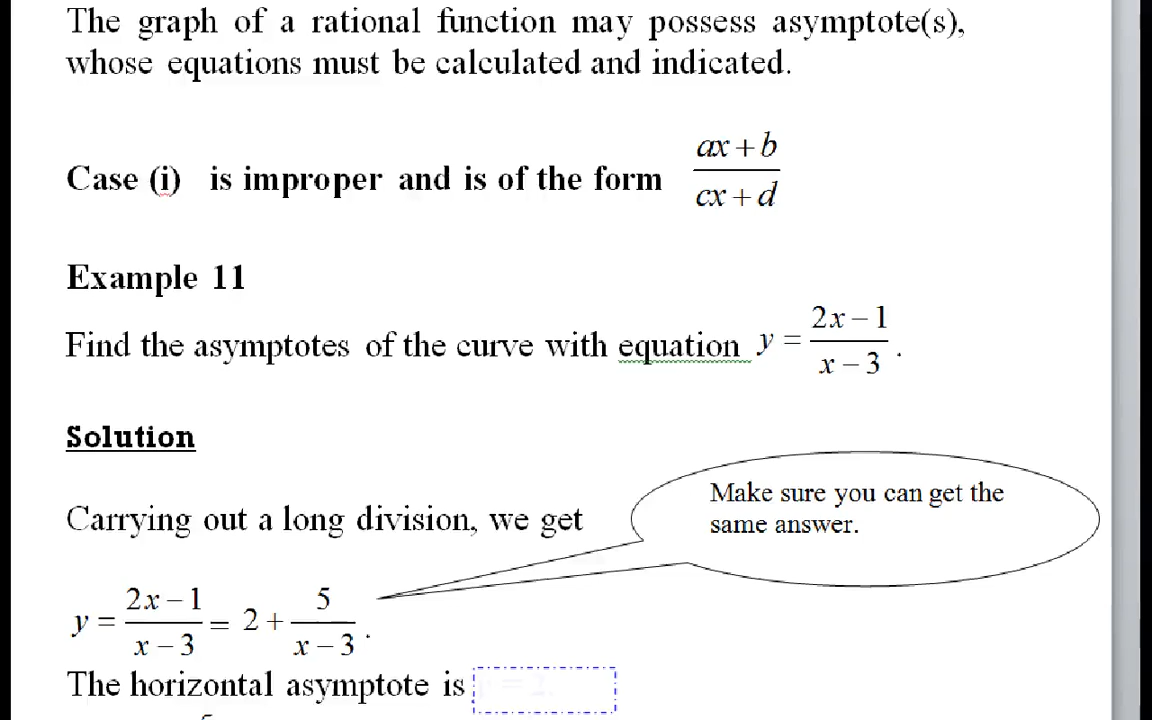 The graph of a rational function may possess asymptote(s),
whose equations must be calculated and indicated.
Case (i) is improper and is of the form (ax + b)/(cx + d)
Example 11
Find the asymptotes of the curve with equation y = (2x − 1)/(x − 3).
Solution
Make sure you can get the
same answer.
Carrying out a long division, we get
y = (2x − 1)/(x − 3) = 2 + 5/(x − 3).
The horizontal asymptote is